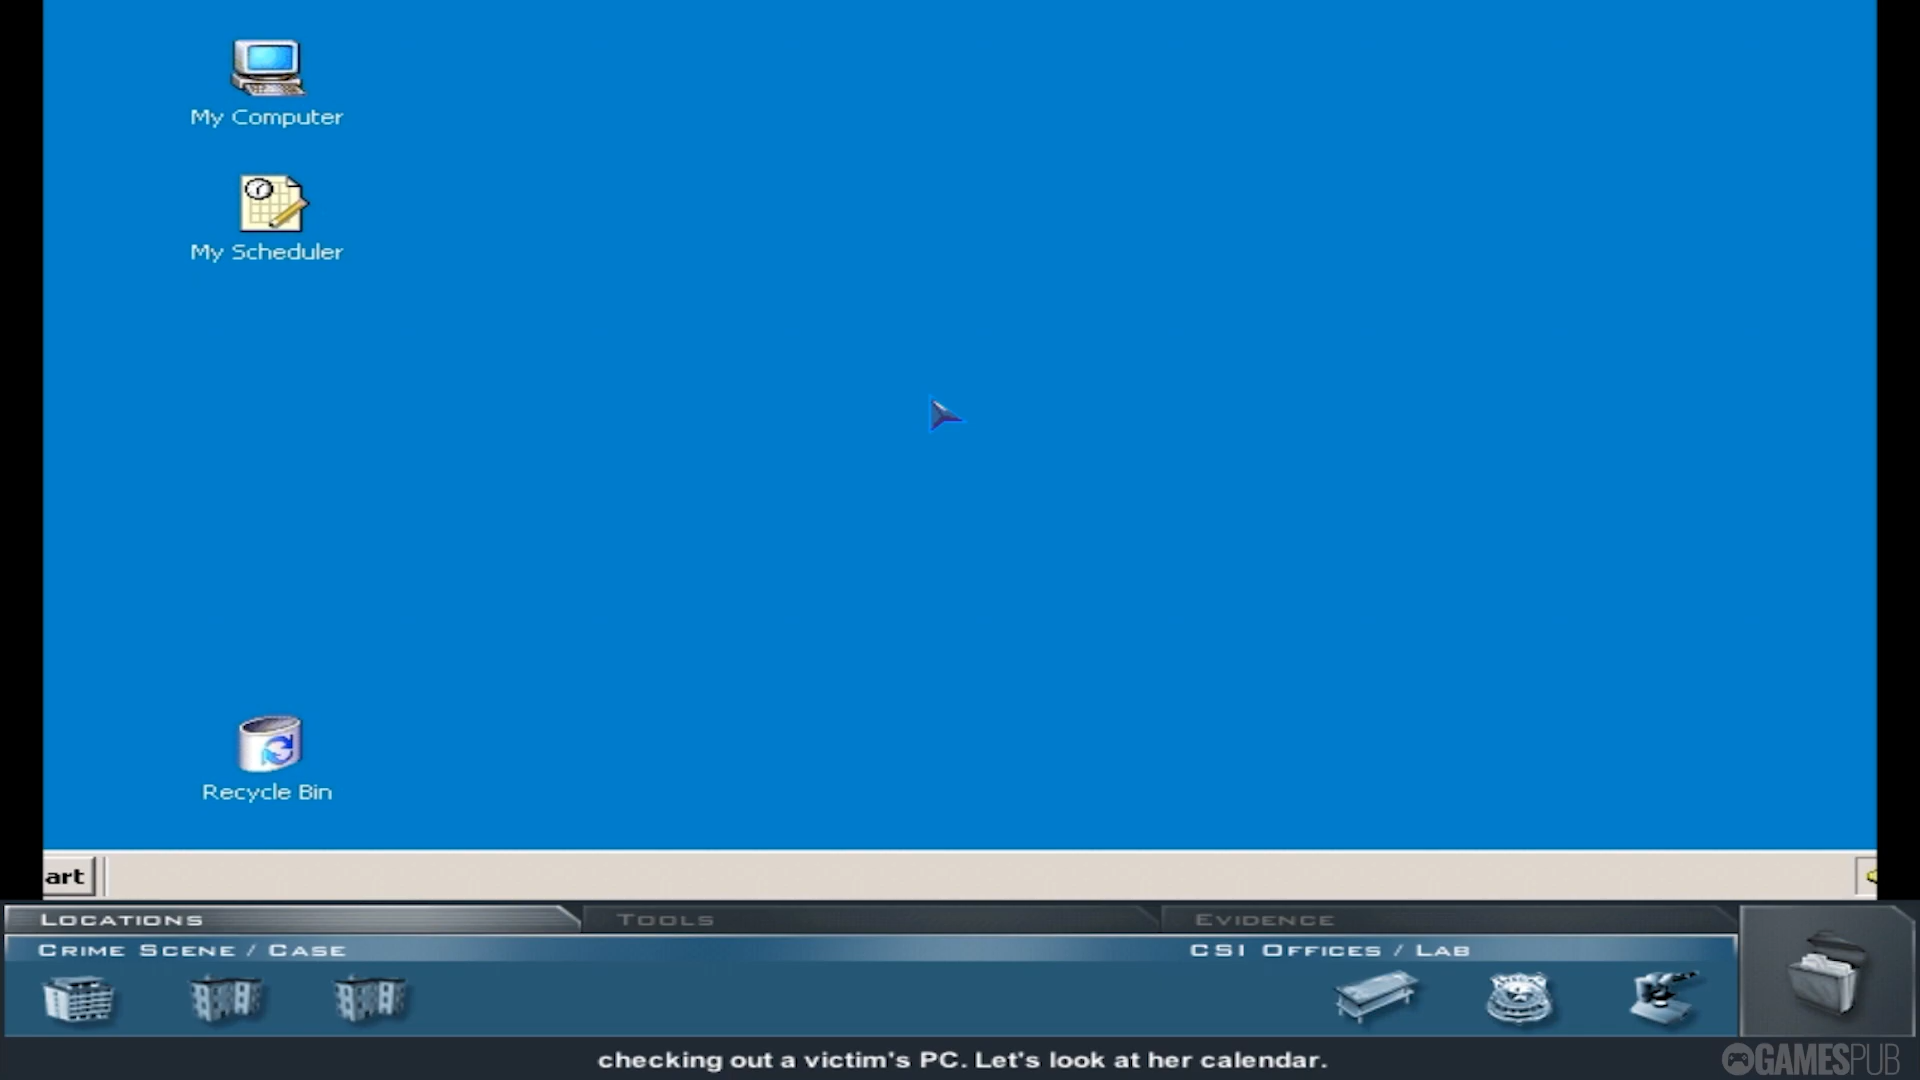 My Computer
My Scheduler
Recycle Bin
art
LOCATIONS
TOOLS
EVIDENCE
CRIME SCENE / CASE
CSI OFFICES / LAB
checking out a victim's PC. Let's look at her calendar.
GAMESPUB